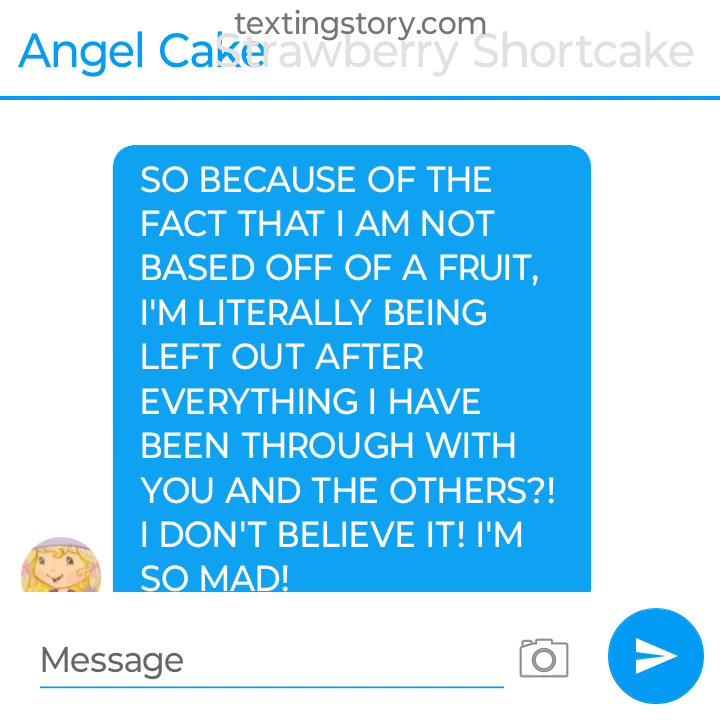 textingstory.com
Angel Cake Strawberry Shortcake
SO BECAUSE OF THE
FACT THAT I AM NOT
BASED OFF OF A FRUIT,
I'M LITERALLY BEING
LEFT OUT AFTER
EVERYTHING I HAVE
BEEN THROUGH WITH
YOU AND THE OTHERS?!
I DON'T BELIEVE IT! I'M
SO MAD!
Message